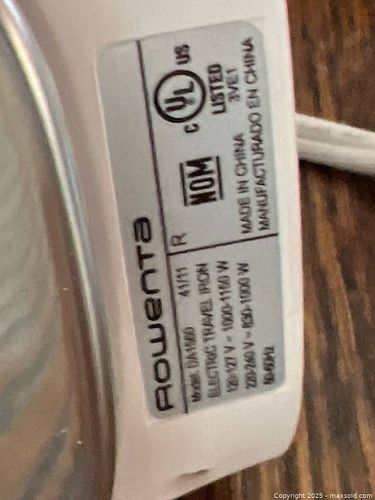 ROWENTA
Model: DA1560 41/11
ELECTRIC TRAVEL IRON
120-127 V ~ 1000-1150 W
220-240 V ~ 830-1000 W
50-60Hz
R
NOM
C UL US
LISTED
3VE1
MADE IN CHINA
MANUFACTURADO EN CHINA
Copyright 2025 - maxsold.com